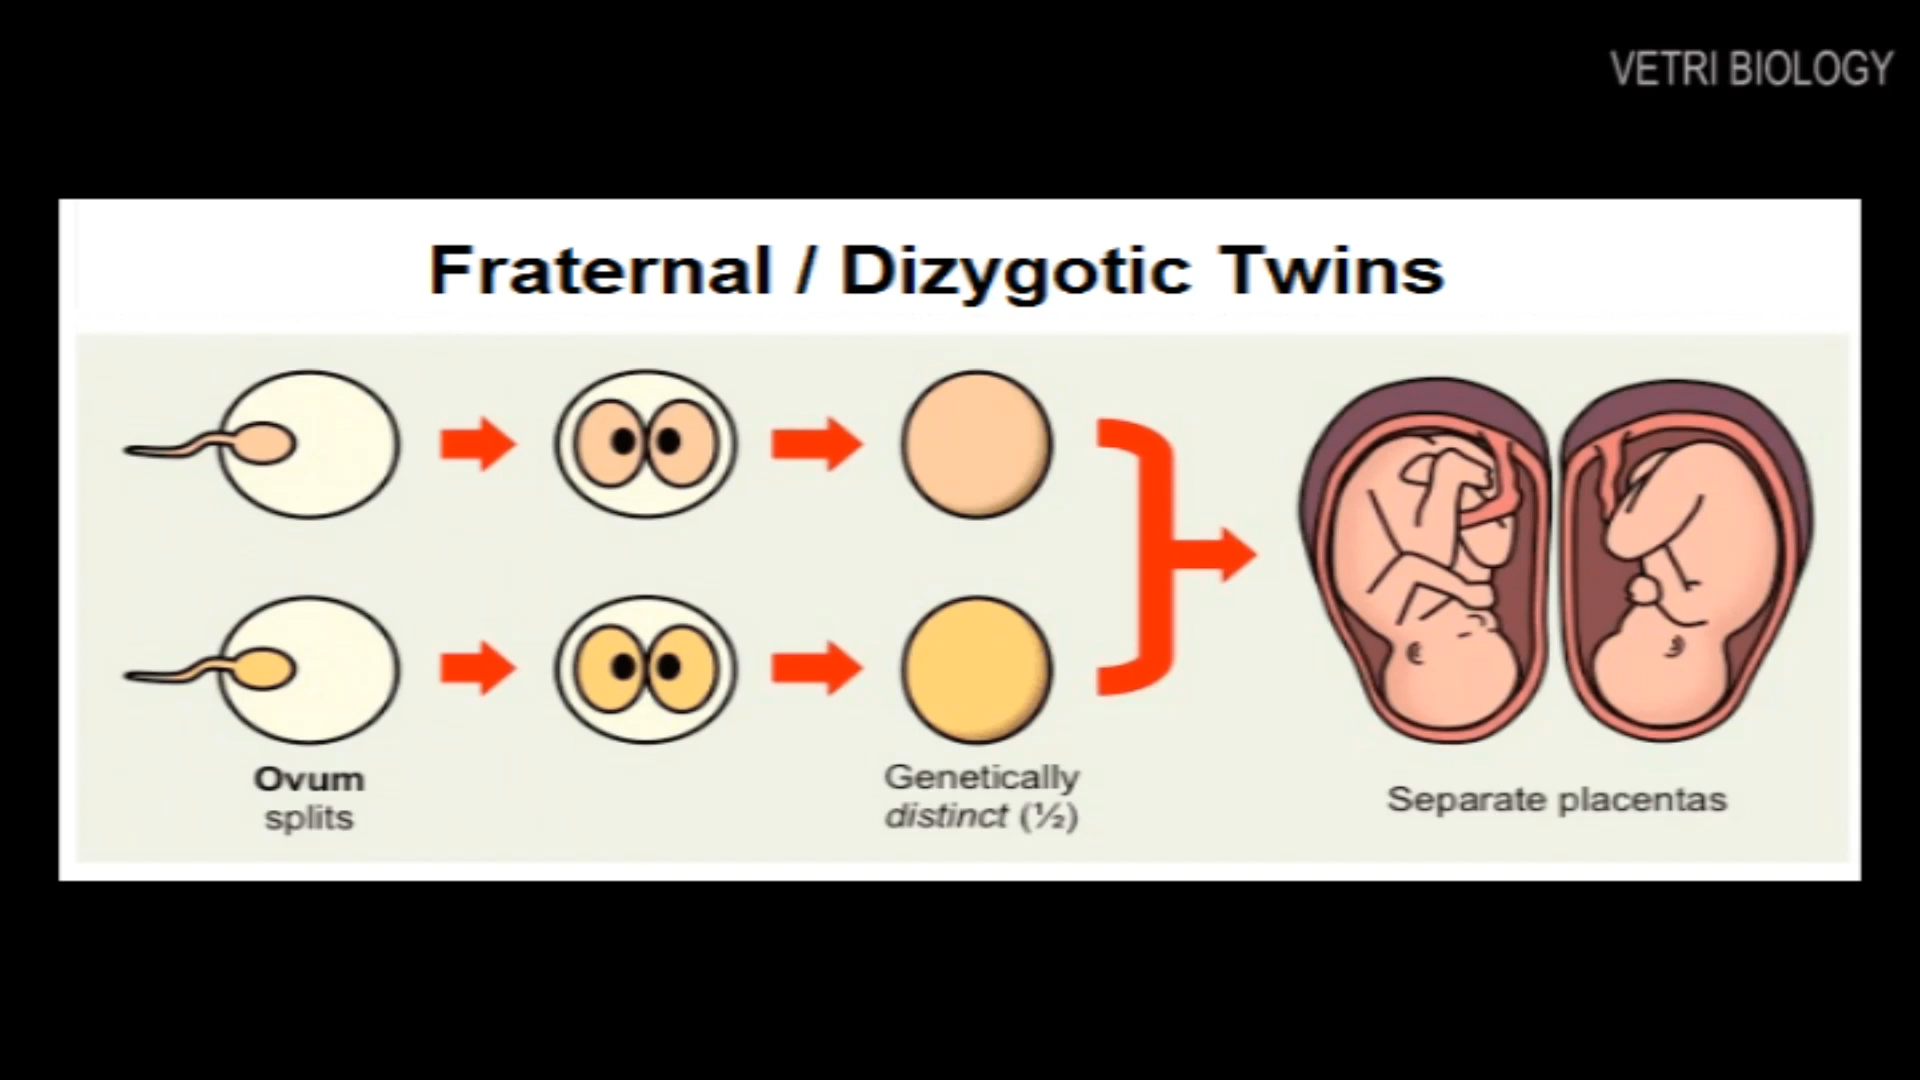 VETRI BIOLOGY
Fraternal / Dizygotic Twins
Ovum
splits
Genetically
distinct (½)
Separate placentas